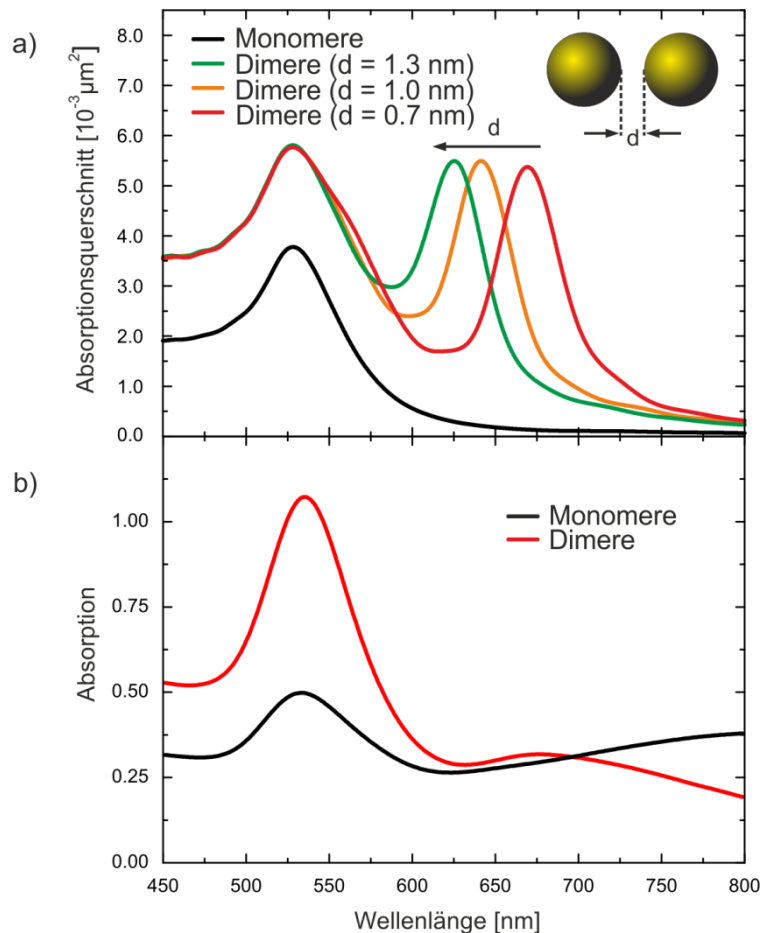 a)
Absorptionsquerschnitt [10⁻³ µm²]
8.0
7.0
6.0
5.0
4.0
3.0
2.0
1.0
0.0
Monomere
Dimere (d = 1.3 nm)
Dimere (d = 1.0 nm)
Dimere (d = 0.7 nm)
d
d
b)
Absorption
1.00
0.75
0.50
0.25
0.00
Monomere
Dimere
450 500 550 600 650 700 750 800
Wellenlänge [nm]